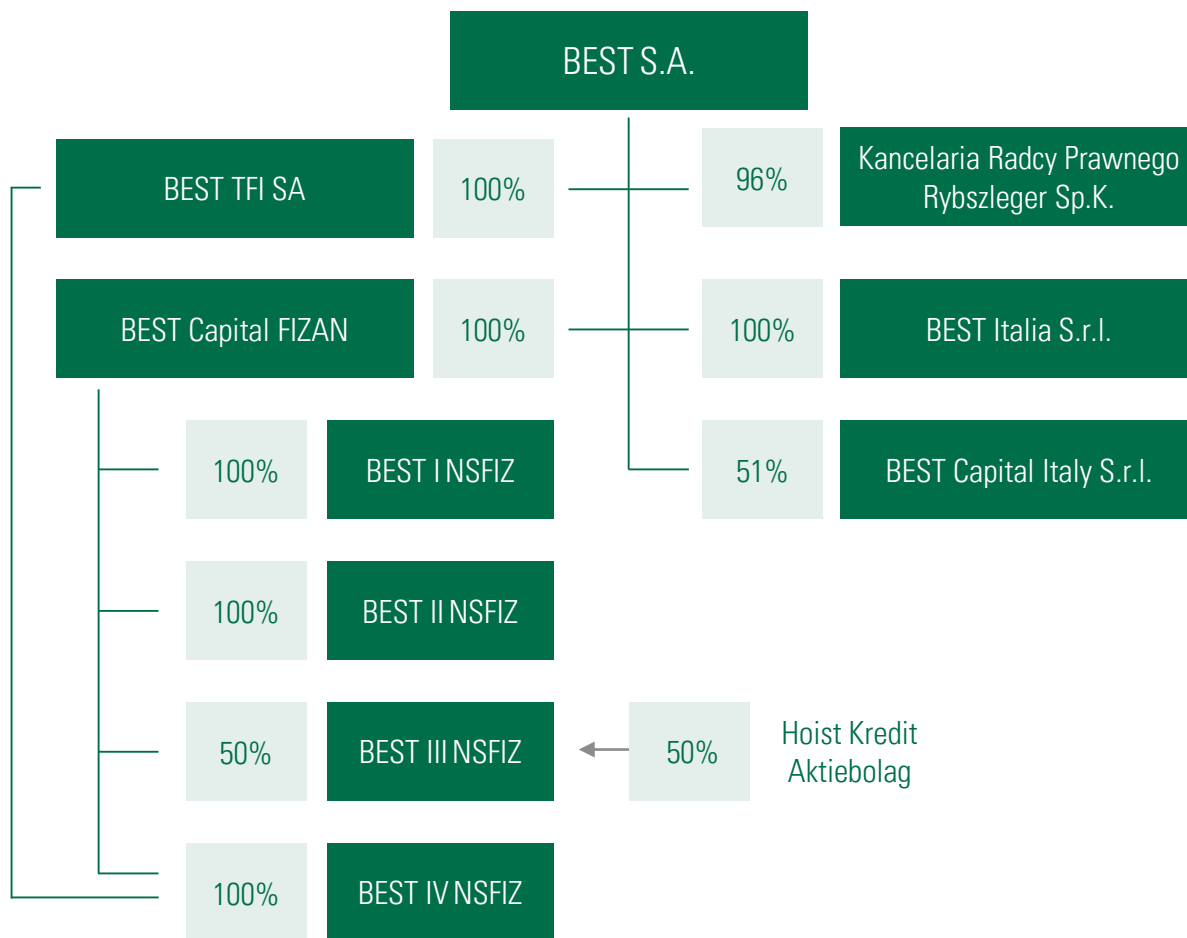 BEST S.A.
BEST TFI SA
100%
96%
Kancelaria Radcy Prawnego
Rybszleger Sp.K.
BEST Capital FIZAN
100%
100%
BEST Italia S.r.l.
100%
BEST I NSFIZ
51%
BEST Capital Italy S.r.l.
100%
BEST II NSFIZ
50%
BEST III NSFIZ
50%
Hoist Kredit
Aktiebolag
100%
BEST IV NSFIZ